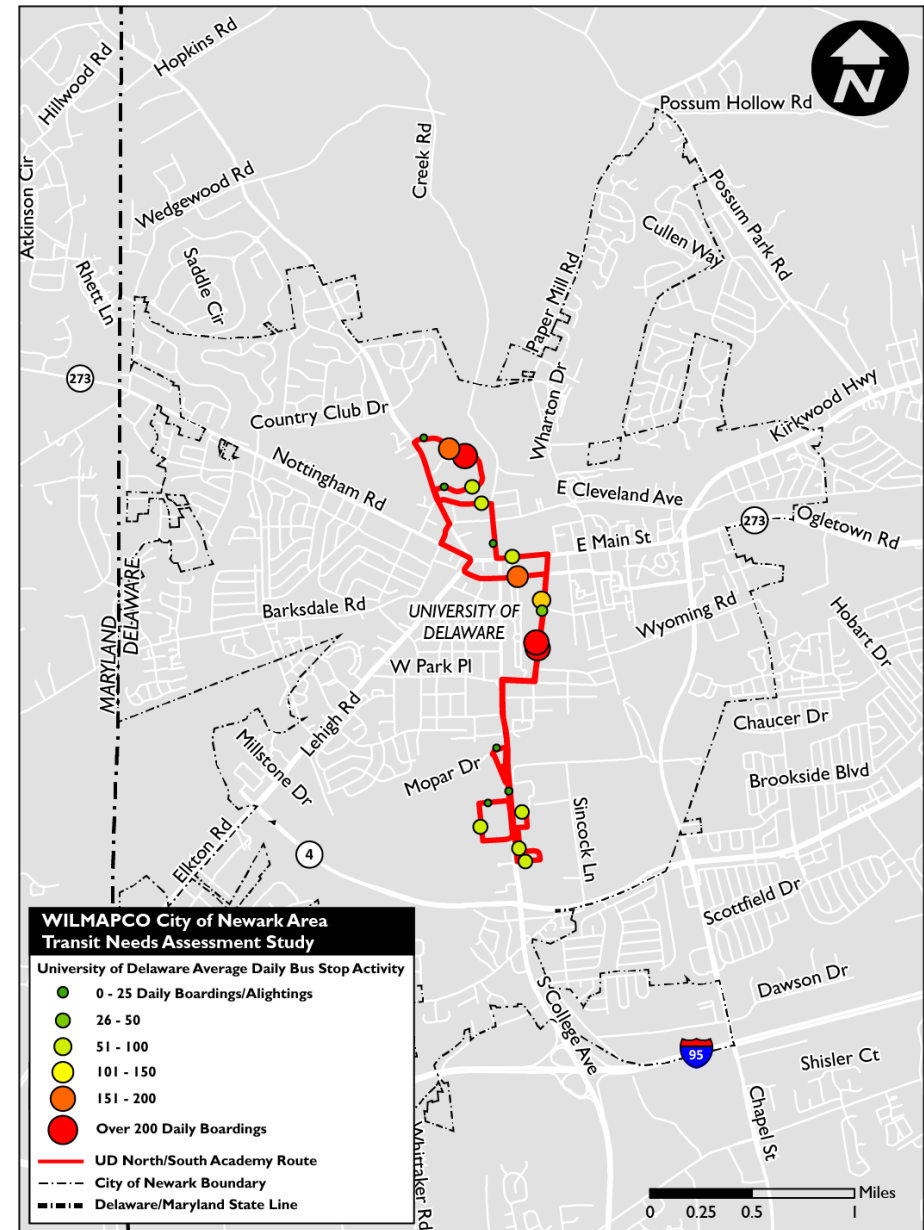 Hillwood Rd
Hopkins Rd
N
Possum Hollow Rd
Creek Rd
Atkinson Cir
Wedgewood Rd
Possum Park Rd
Cullen Way
Saddle Cir
Rhett Ln
Paper Mill Rd
273
Wharton Dr
Kirkwood Hwy
Country Club Dr
Nottingham Rd
E Cleveland Ave
273
Ogletown Rd
E Main St
MARYLAND
DELAWARE
Barksdale Rd
UNIVERSITY OF
DELAWARE
Wyoming Rd
Hobart Dr
W Park Pl
Lehigh Rd
Chaucer Dr
Millstone Dr
Mopar Dr
Brookside Blvd
Sincock Ln
Elkton Rd
4
Scottfield Dr
S College Ave
Dawson Dr
95
Shisler Ct
Chapel St
Whittaker Rd
WILMAPCO City of Newark Area
Transit Needs Assessment Study
University of Delaware Average Daily Bus Stop Activity
0 - 25 Daily Boardings/Alightings
26 - 50
51 - 100
101 - 150
151 - 200
Over 200 Daily Boardings
UD North/South Academy Route
City of Newark Boundary
Delaware/Maryland State Line
Miles
0 0.25 0.5 1